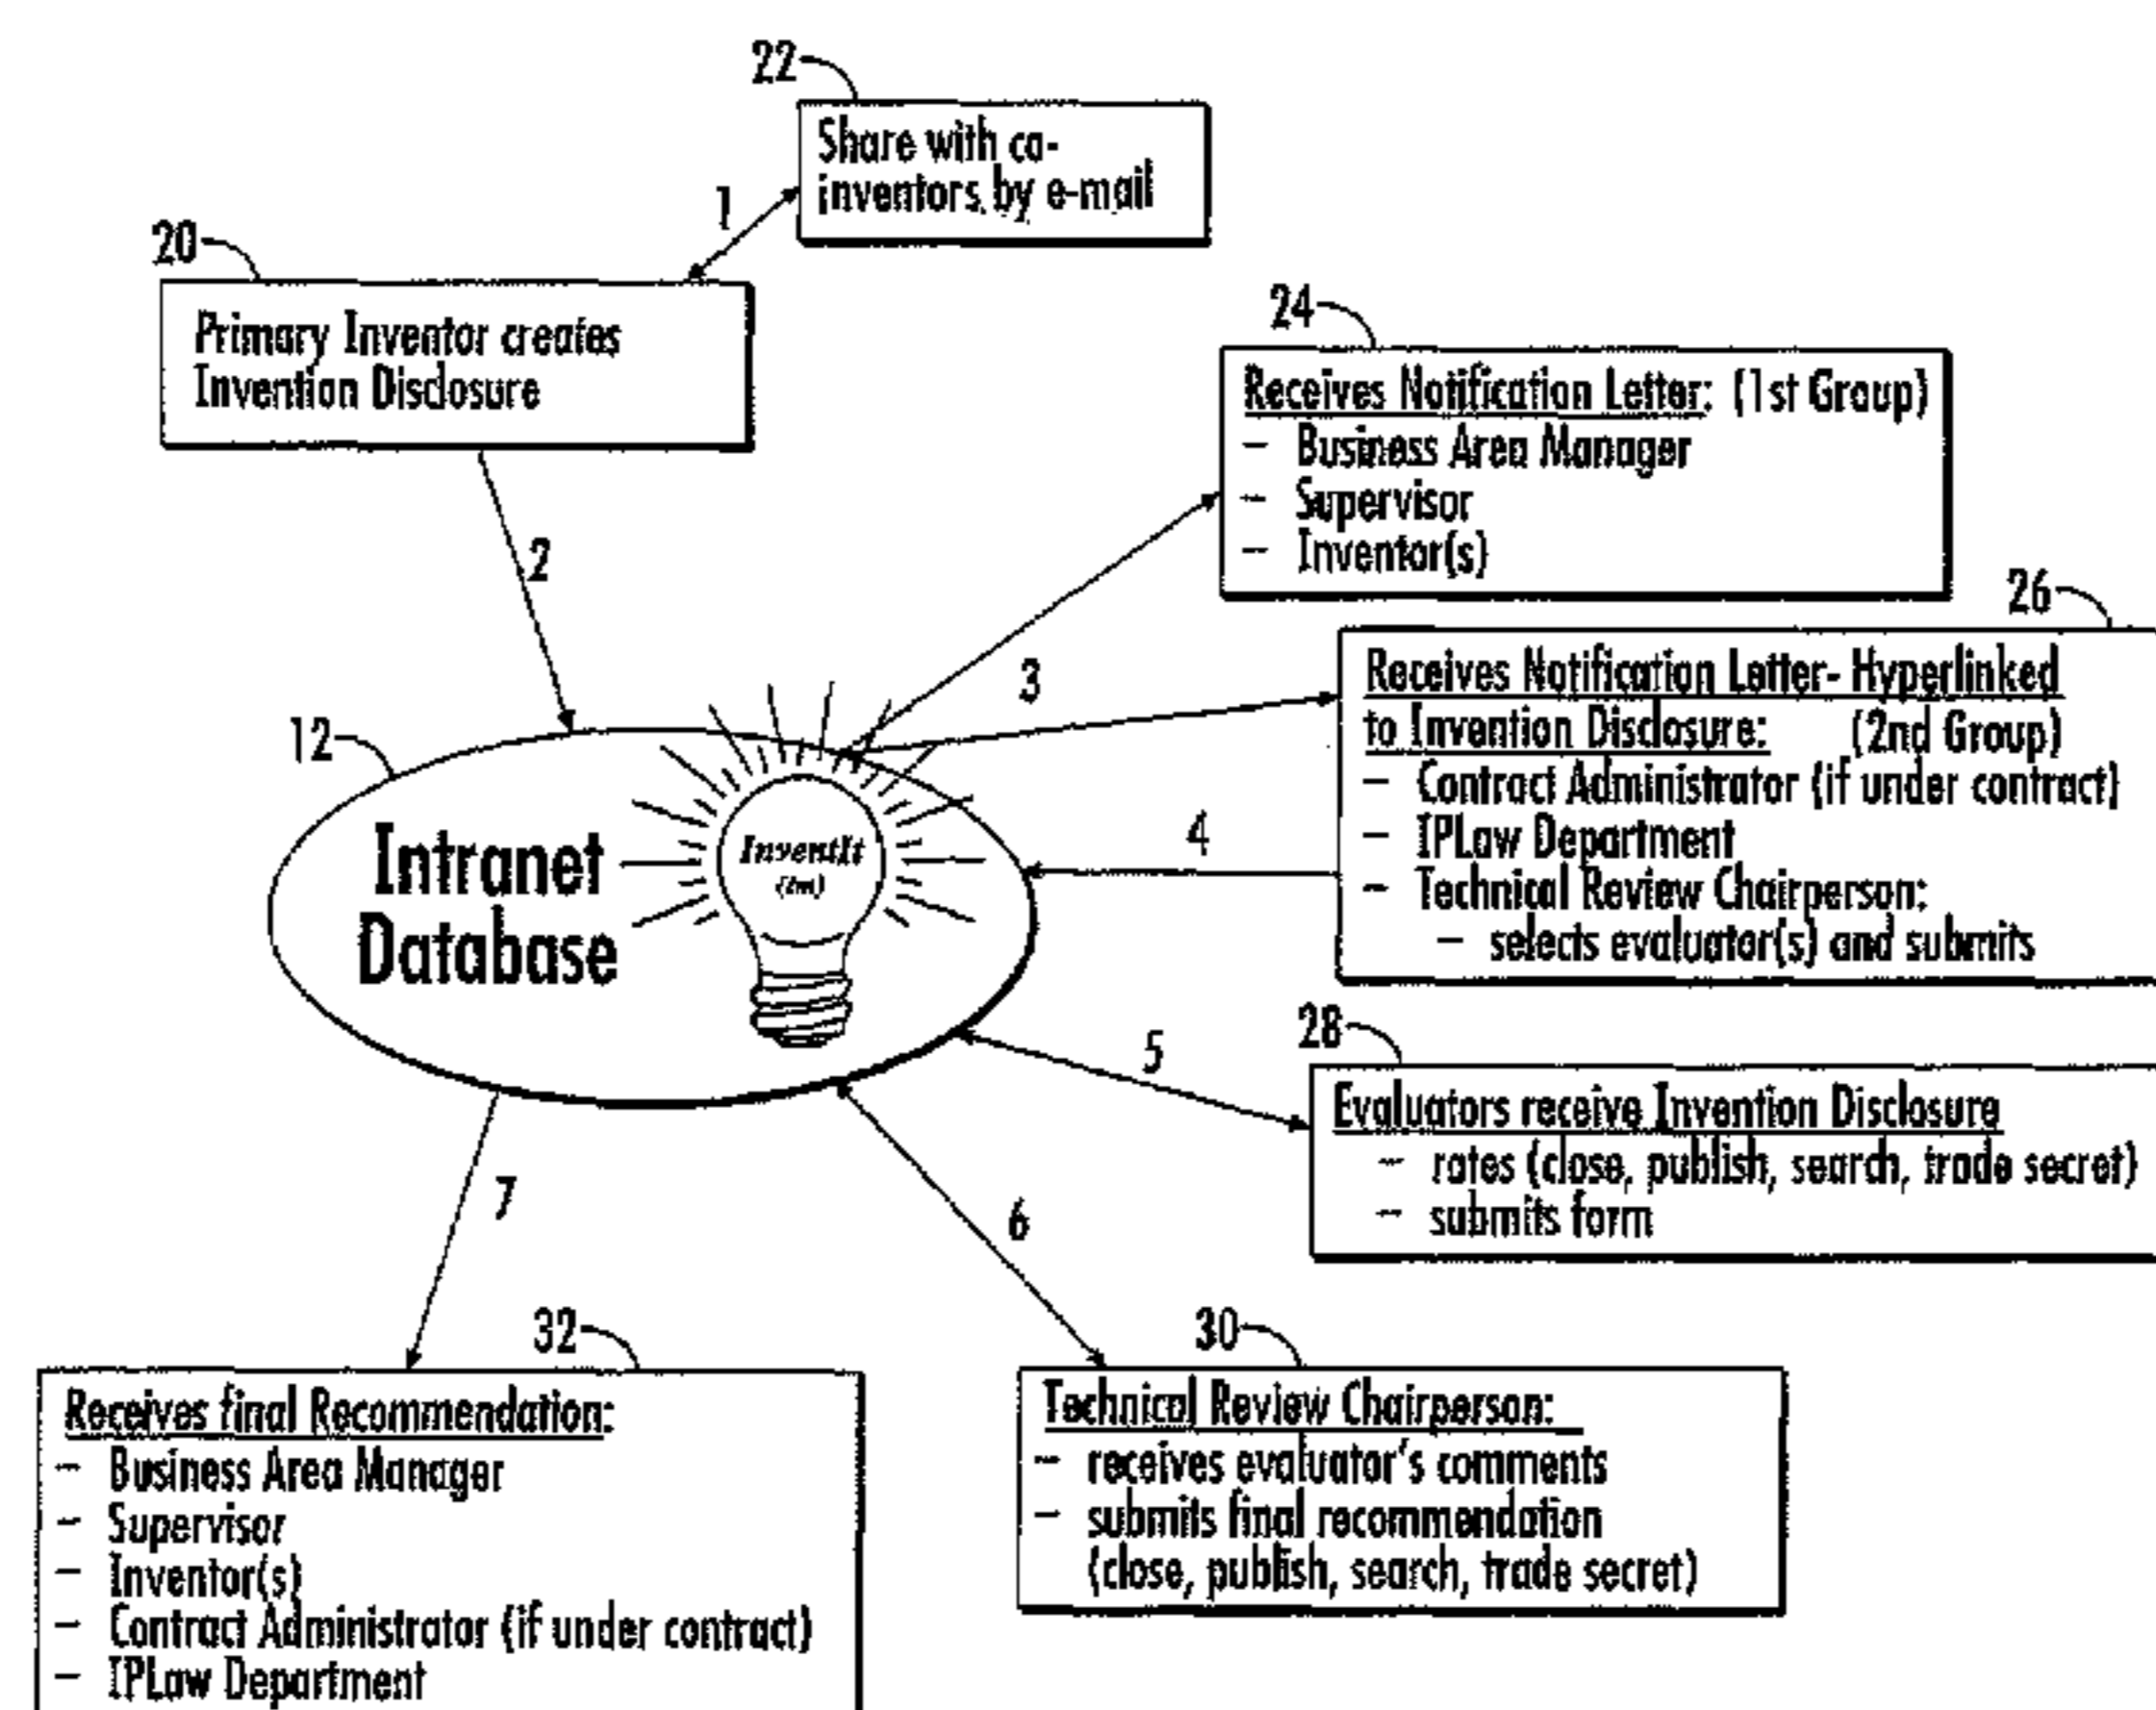 22
Share with co-
inventors by e-mail
1
20
Primary Inventor creates
Invention Disclosure
24
Receives Notification Letter: (1st Group)
- Business Area Manager
- Supervisor
- Inventor(s)
2
26
3
Receives Notification Letter- Hyperlinked
to Invention Disclosure: (2nd Group)
- Contract Administrator (if under contract)
- IPLaw Department
- Technical Review Chairperson:
- selects evaluator(s) and submits
12
Intranet
Database
InventIt
(tm)
4
5
28
Evaluators receive Invention Disclosure
- rates (close, publish, search, trade secret)
- submits form
7
6
32
Receives final Recommendation:
- Business Area Manager
- Supervisor
- Inventor(s)
- Contract Administrator (if under contract)
- IPLaw Department
30
Technical Review Chairperson:
- receives evaluator's comments
- submits final recommendation
(close, publish, search, trade secret)